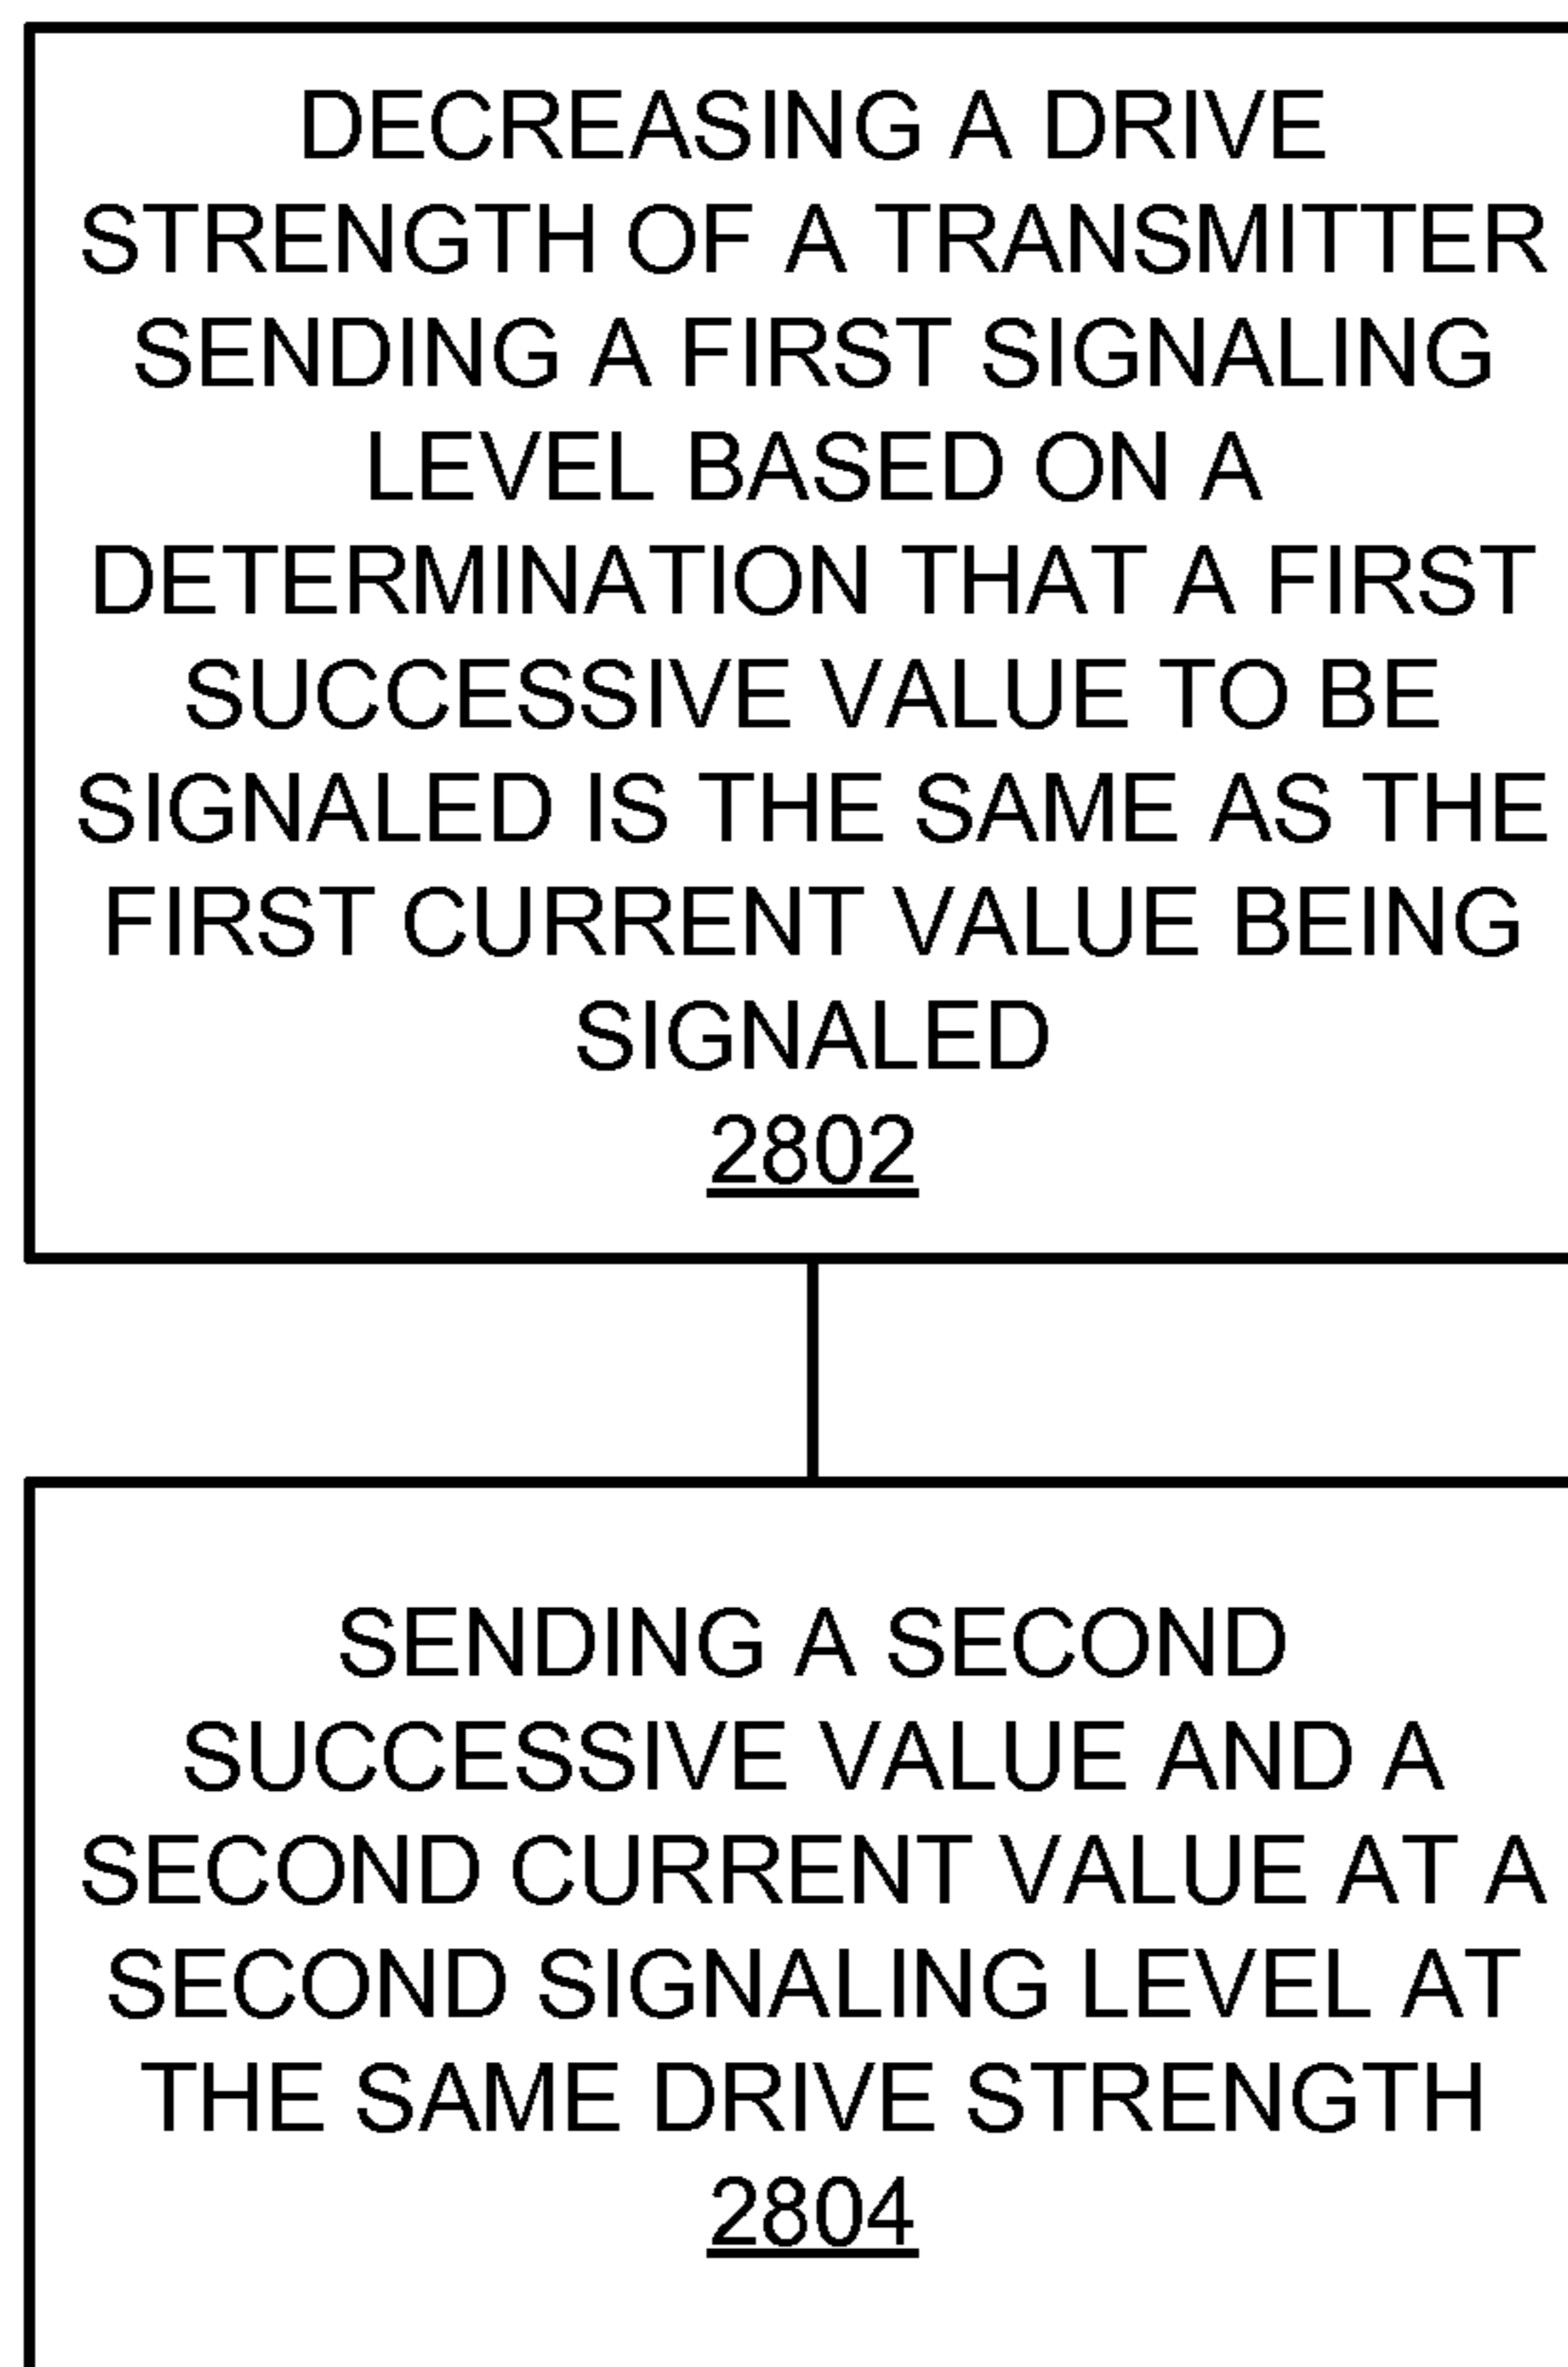 DECREASING A DRIVE
STRENGTH OF A TRANSMITTER
SENDING A FIRST SIGNALING
LEVEL BASED ON A
DETERMINATION THAT A FIRST
SUCCESSIVE VALUE TO BE
SIGNALED IS THE SAME AS THE
FIRST CURRENT VALUE BEING
SIGNALED
2802
SENDING A SECOND
SUCCESSIVE VALUE AND A
SECOND CURRENT VALUE AT A
SECOND SIGNALING LEVEL AT
THE SAME DRIVE STRENGTH
2804